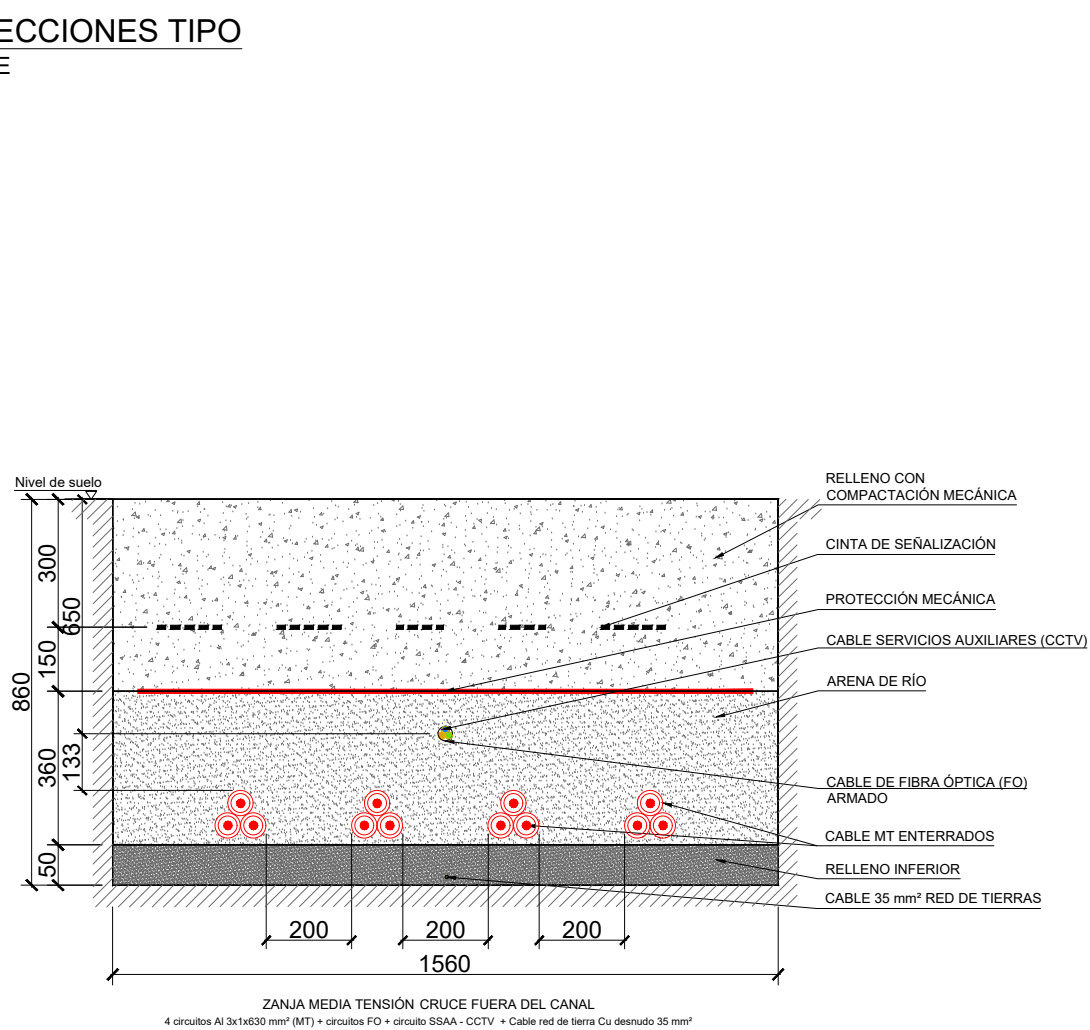 ECCIONES TIPO
E
Nivel de suelo
RELLENO CON
COMPACTACIÓN MECÁNICA
CINTA DE SEÑALIZACIÓN
PROTECCIÓN MECÁNICA
CABLE SERVICIOS AUXILIARES (CCTV)
ARENA DE RÍO
CABLE DE FIBRA ÓPTICA (FO)
ARMADO
CABLE MT ENTERRADOS
RELLENO INFERIOR
CABLE 35 mm² RED DE TIERRAS
860
300
150
360
50
650
133
200
200
200
1560
ZANJA MEDIA TENSIÓN CRUCE FUERA DEL CANAL
4 circuitos Al 3x1x630 mm² (MT) + circuitos FO + circuito SSAA - CCTV + Cable red de tierra Cu desnudo 35 mm²